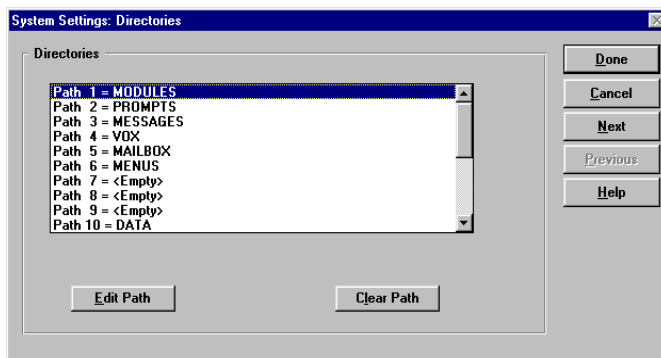 System Settings: Directories
Directories
Path 1 = MODULES
Path 2 = PROMPTS
Path 3 = MESSAGES
Path 4 = VOX
Path 5 = MAILBOX
Path 6 = MENUS
Path 7 = <Empty>
Path 8 = <Empty>
Path 9 = <Empty>
Path 10 = DATA
Edit Path
Clear Path
Done
Cancel
Next
Previous
Help